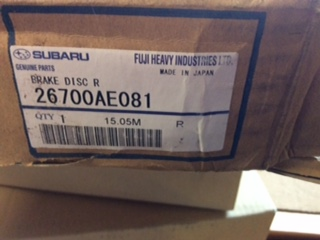 SUBARU FUJI HEAVY INDUSTRIES LTD.
GENUINE PARTS MADE IN JAPAN
BRAKE DISC R
26700AE081
QTY 1 15.05M R